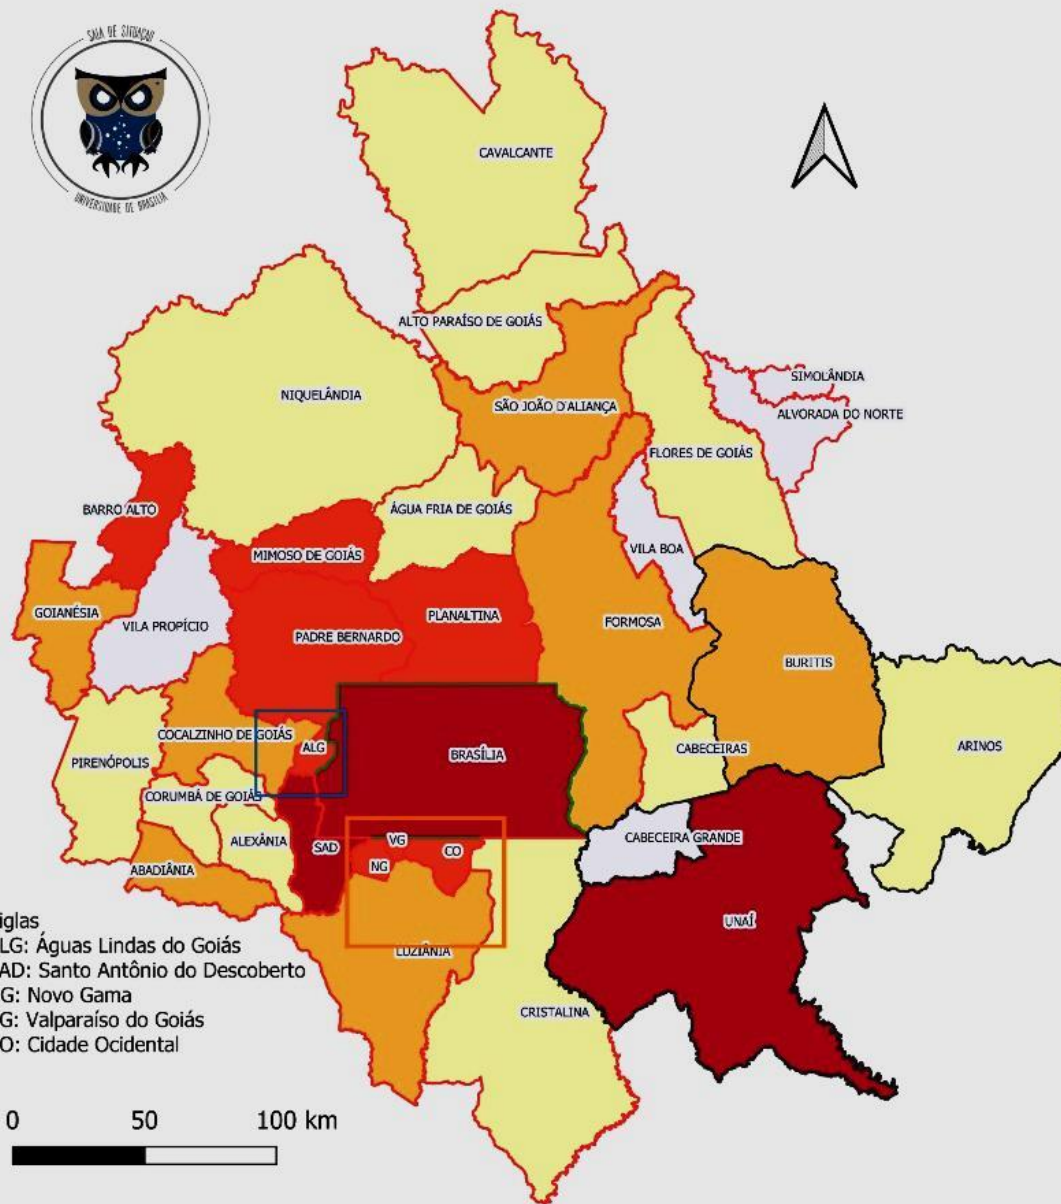 SALA DE SITUAÇÃO
UNIVERSIDADE DE BRASÍLIA
CAVALCANTE
ALTO PARAÍSO DE GOIÁS
SIMOLÂNDIA
NIQUELÂNDIA
SÃO JOÃO D'ALIANÇA
ALVORADA DO NORTE
FLORES DE GOIÁS
BARRO ALTO
ÁGUA FRIA DE GOIÁS
VILA BOA
MIMOSO DE GOIÁS
GOIANÉSIA
VILA PROPÍCIO
PADRE BERNARDO
PLANALTINA
FORMOSA
BURITIS
COCALZINHO DE GOIÁS
ALG
BRASÍLIA
CABECEIRAS
ARINOS
PIRENÓPOLIS
CORUMBÁ DE GOIÁS
ALEXÂNIA
SAD
VG
CO
NG
CABECEIRA GRANDE
ABADIÂNIA
UNAÍ
LUZIÂNIA
CRISTALINA
iglas
LG: Águas Lindas do Goiás
AD: Santo Antônio do Descoberto
G: Novo Gama
G: Valparaíso do Goiás
O: Cidade Ocidental
0 50 100 km